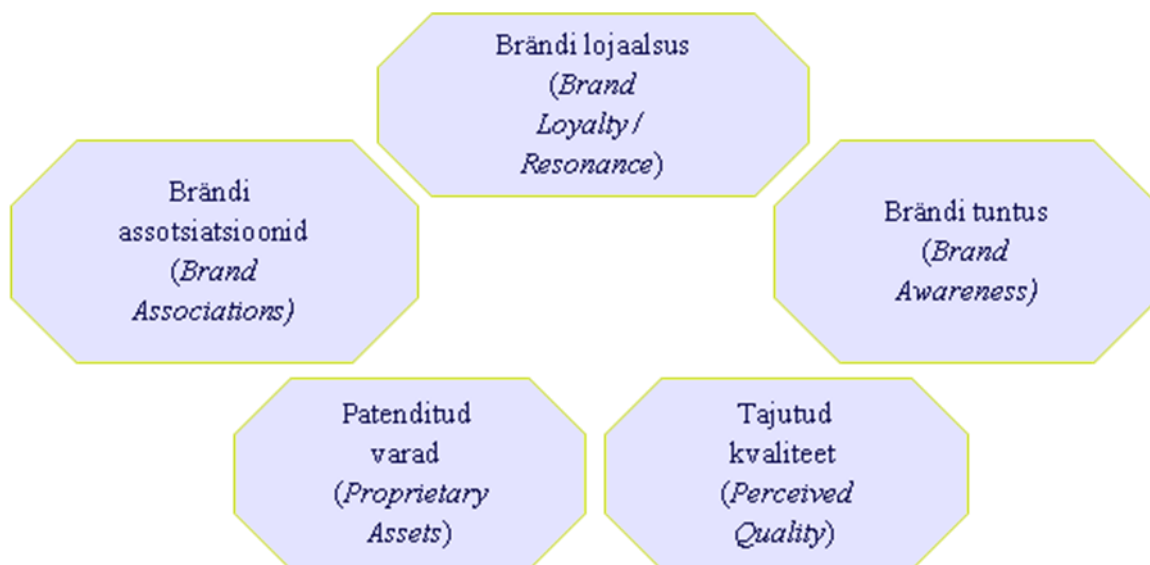 Brändi lojaalsus
(Brand
Loyalty /
Resonance)
Brändi
assotsiatsioonid
(Brand
Associations)
Brändi tuntus
(Brand
Awareness)
Patenditud
varad
(Proprietary
Assets)
Tajutud
kvaliteet
(Perceived
Quality)